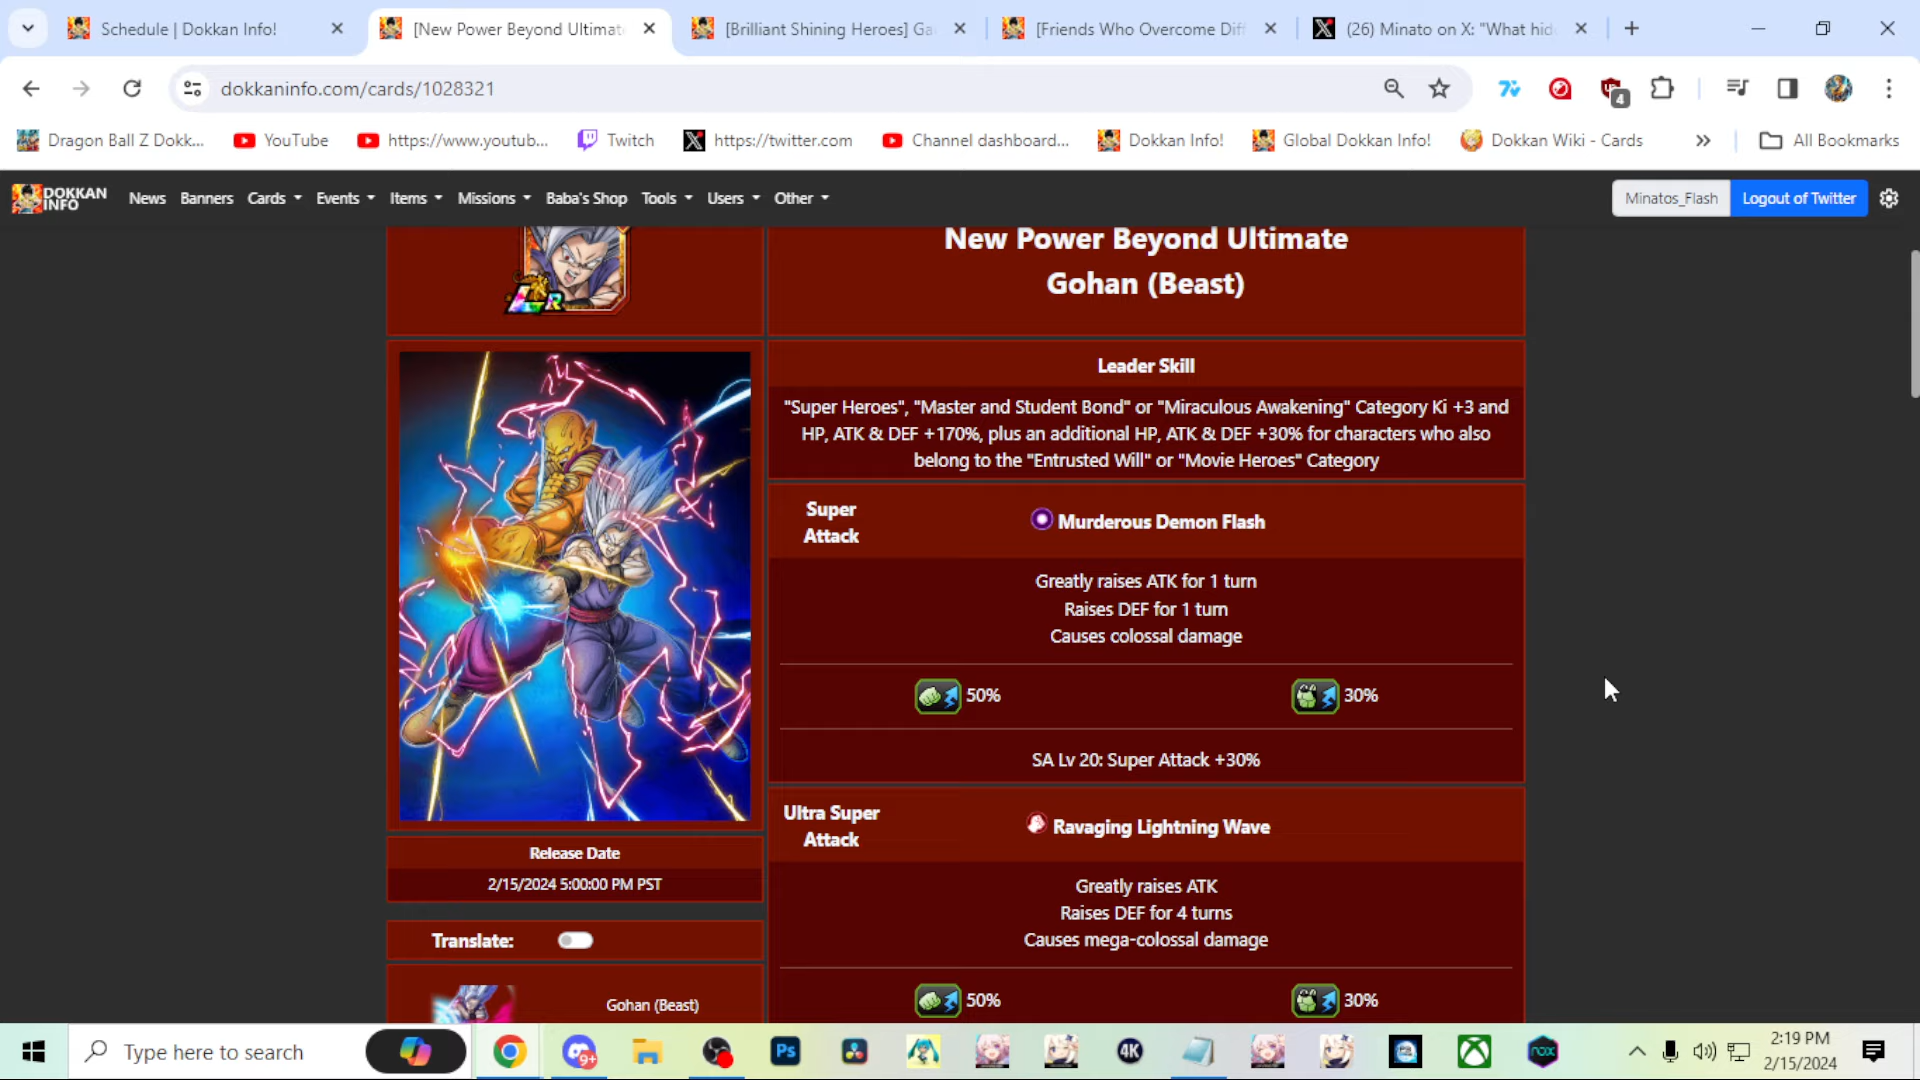 Schedule | Dokkan Info!
[New Power Beyond Ultimat
[Brilliant Shining Heroes] Ga
[Friends Who Overcome Diff
(26) Minato on X: "What hid
dokkaninfo.com/cards/1028321
4
Dragon Ball Z Dokk...
YouTube
https://www.youtub...
Twitch
https://twitter.com
Channel dashboard...
Dokkan Info!
Global Dokkan Info!
Dokkan Wiki - Cards
All Bookmarks
DOKKAN
INFO
News
Banners
Cards
Events
Items
Missions
Baba's Shop
Tools
Users
Other
Minatos_Flash
Logout of Twitter
LR
New Power Beyond Ultimate
Gohan (Beast)
Leader Skill
"Super Heroes", "Master and Student Bond" or "Miraculous Awakening" Category Ki +3 and
HP, ATK & DEF +170%, plus an additional HP, ATK & DEF +30% for characters who also
belong to the "Entrusted Will" or "Movie Heroes" Category
Super
Attack
Murderous Demon Flash
Greatly raises ATK for 1 turn
Raises DEF for 1 turn
Causes colossal damage
50%
30%
SA Lv 20: Super Attack +30%
Ultra Super
Attack
Ravaging Lightning Wave
Greatly raises ATK
Raises DEF for 4 turns
Causes mega-colossal damage
50%
30%
Release Date
2/15/2024 5:00:00 PM PST
Translate:
Gohan (Beast)
Type here to search
9+
Ps
4K
nox
2:19 PM
2/15/2024